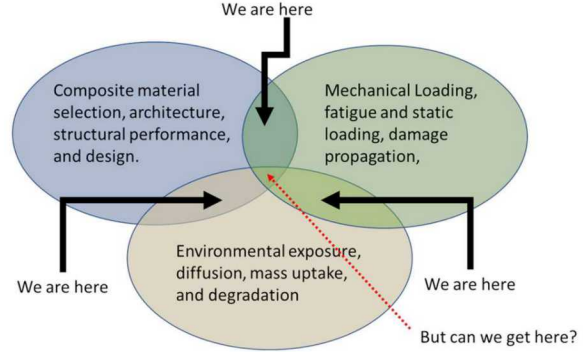 We are here
Composite material
selection, architecture,
structural performance,
and design.
Mechanical Loading,
fatigue and static
loading, damage
propagation,
Environmental exposure,
diffusion, mass uptake,
and degradation
We are here
We are here
But can we get here?